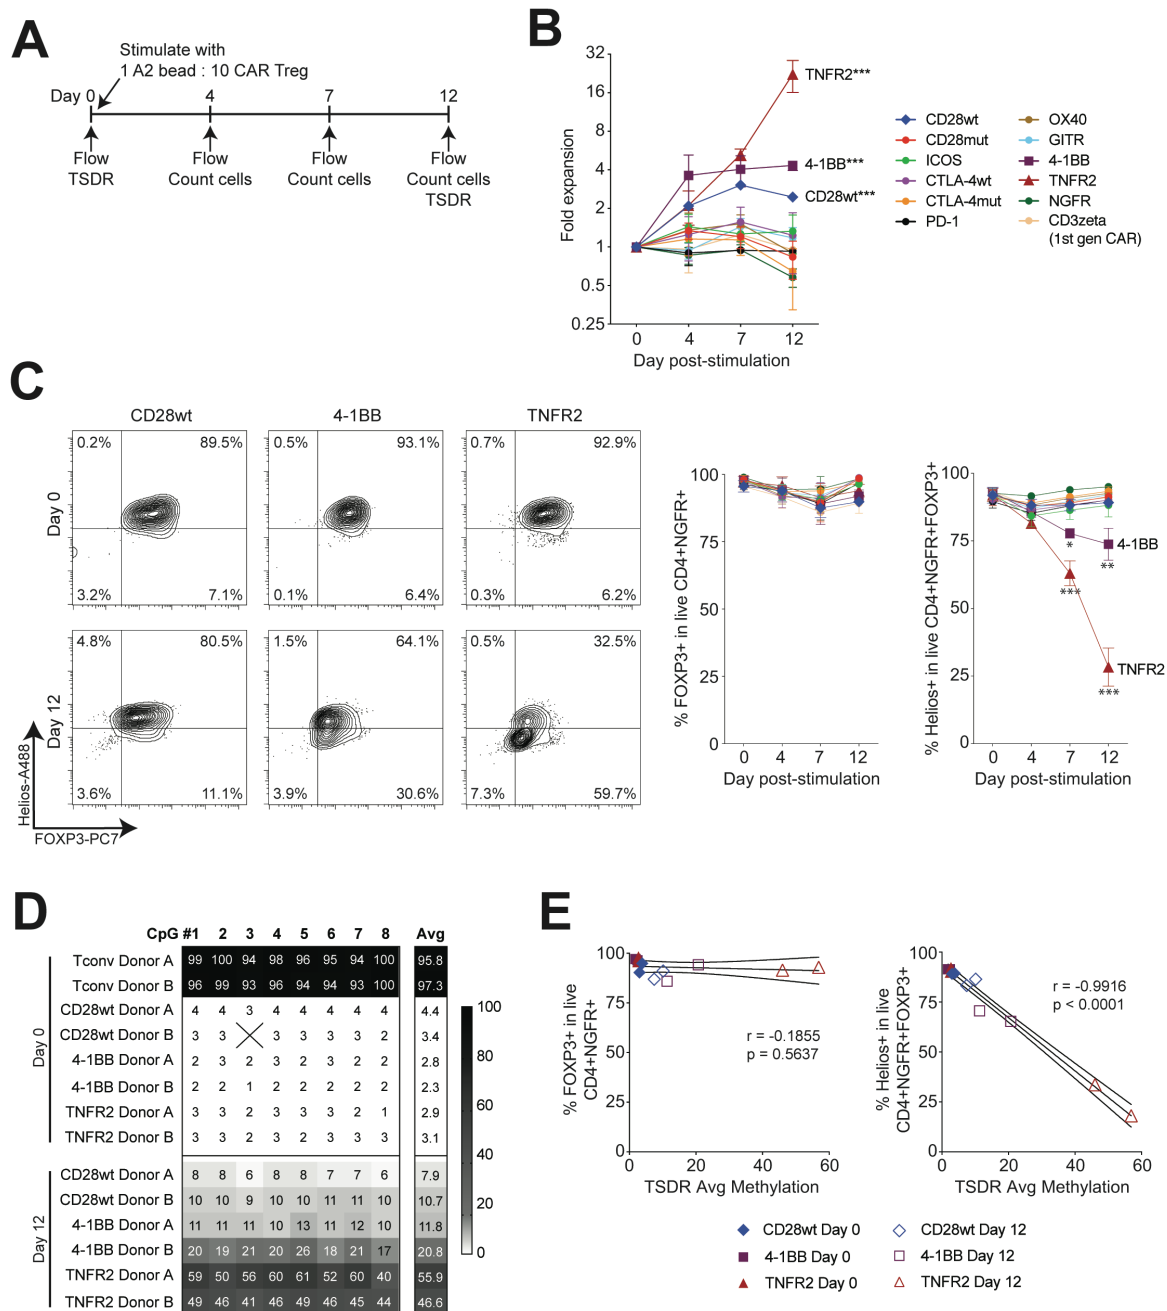 A
Stimulate with
1 A2 bead : 10 CAR Treg
Day 0 4 7 12
Flow Flow Flow Flow
TSDR Count cells Count cells Count cells
TSDR
B
Fold expansion
32
16
8
4
2
1
0.5
0.25
0 4 7 12
Day post-stimulation
TNFR2***
4-1BB***
CD28wt***
CD28wt OX40
CD28mut GITR
ICOS 4-1BB
CTLA-4wt TNFR2
CTLA-4mut NGFR
PD-1 CD3zeta
(1st gen CAR)
C
CD28wt 4-1BB TNFR2
Day 0
0.2% 89.5% 0.5% 93.1% 0.7% 92.9%
3.2% 7.1% 0.1% 6.4% 0.3% 6.2%
Day 12
4.8% 80.5% 1.5% 64.1% 0.5% 32.5%
3.6% 11.1% 3.9% 30.6% 7.3% 59.7%
Helios-A488
FOXP3-PC7
% FOXP3+ in live CD4+NGFR+
100
75
50
25
0
0 4 7 12
Day post-stimulation
% Helios+ in live CD4+NGFR+FOXP3+
100
75
50
25
0
0 4 7 12
Day post-stimulation
4-1BB
*
**
***
TNFR2
***
D
CpG #1 2 3 4 5 6 7 8 Avg
Day 0
Tconv Donor A 99 100 94 98 96 95 94 100 95.8
Tconv Donor B 96 99 93 96 94 94 93 100 97.3
CD28wt Donor A 4 4 3 4 4 4 4 4 4.4
CD28wt Donor B 3 3 3 3 3 3 2 3.4
4-1BB Donor A 2 3 2 3 2 3 2 2 2.8
4-1BB Donor B 2 2 1 2 2 2 2 2 2.3
TNFR2 Donor A 3 3 2 3 3 3 2 1 2.9
TNFR2 Donor B 3 3 2 3 2 3 3 3 3.1
Day 12
CD28wt Donor A 8 8 6 8 8 7 7 6 7.9
CD28wt Donor B 10 10 9 10 10 11 11 10 10.7
4-1BB Donor A 11 11 11 10 13 11 12 10 11.8
4-1BB Donor B 20 19 21 20 26 18 21 17 20.8
TNFR2 Donor A 59 50 56 60 61 52 60 40 55.9
TNFR2 Donor B 49 46 41 46 49 46 45 44 46.6
100
80
60
40
20
0
E
% FOXP3+ in live
CD4+NGFR+
100
75
50
25
0
0 20 40 60
TSDR Avg Methylation
r = -0.1855
p = 0.5637
% Helios+ in live
CD4+NGFR+FOXP3+
100
75
50
25
0
0 20 40 60
TSDR Avg Methylation
r = -0.9916
p < 0.0001
CD28wt Day 0 CD28wt Day 12
4-1BB Day 0 4-1BB Day 12
TNFR2 Day 0 TNFR2 Day 12